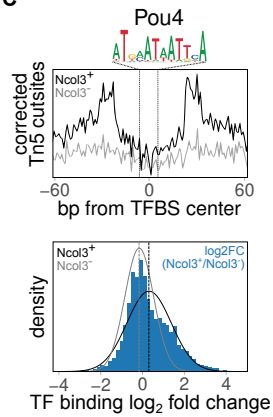 C
Pou4
ATGAATAATTCA
Ncol3+
Ncol3-
corrected
Tn5 cutsites
−60 0 60
bp from TFBS center
Ncol3+
Ncol3-
log2FC
(Ncol3+/Ncol3-)
density
−4 −2 0 2 4
TF binding log2 fold change